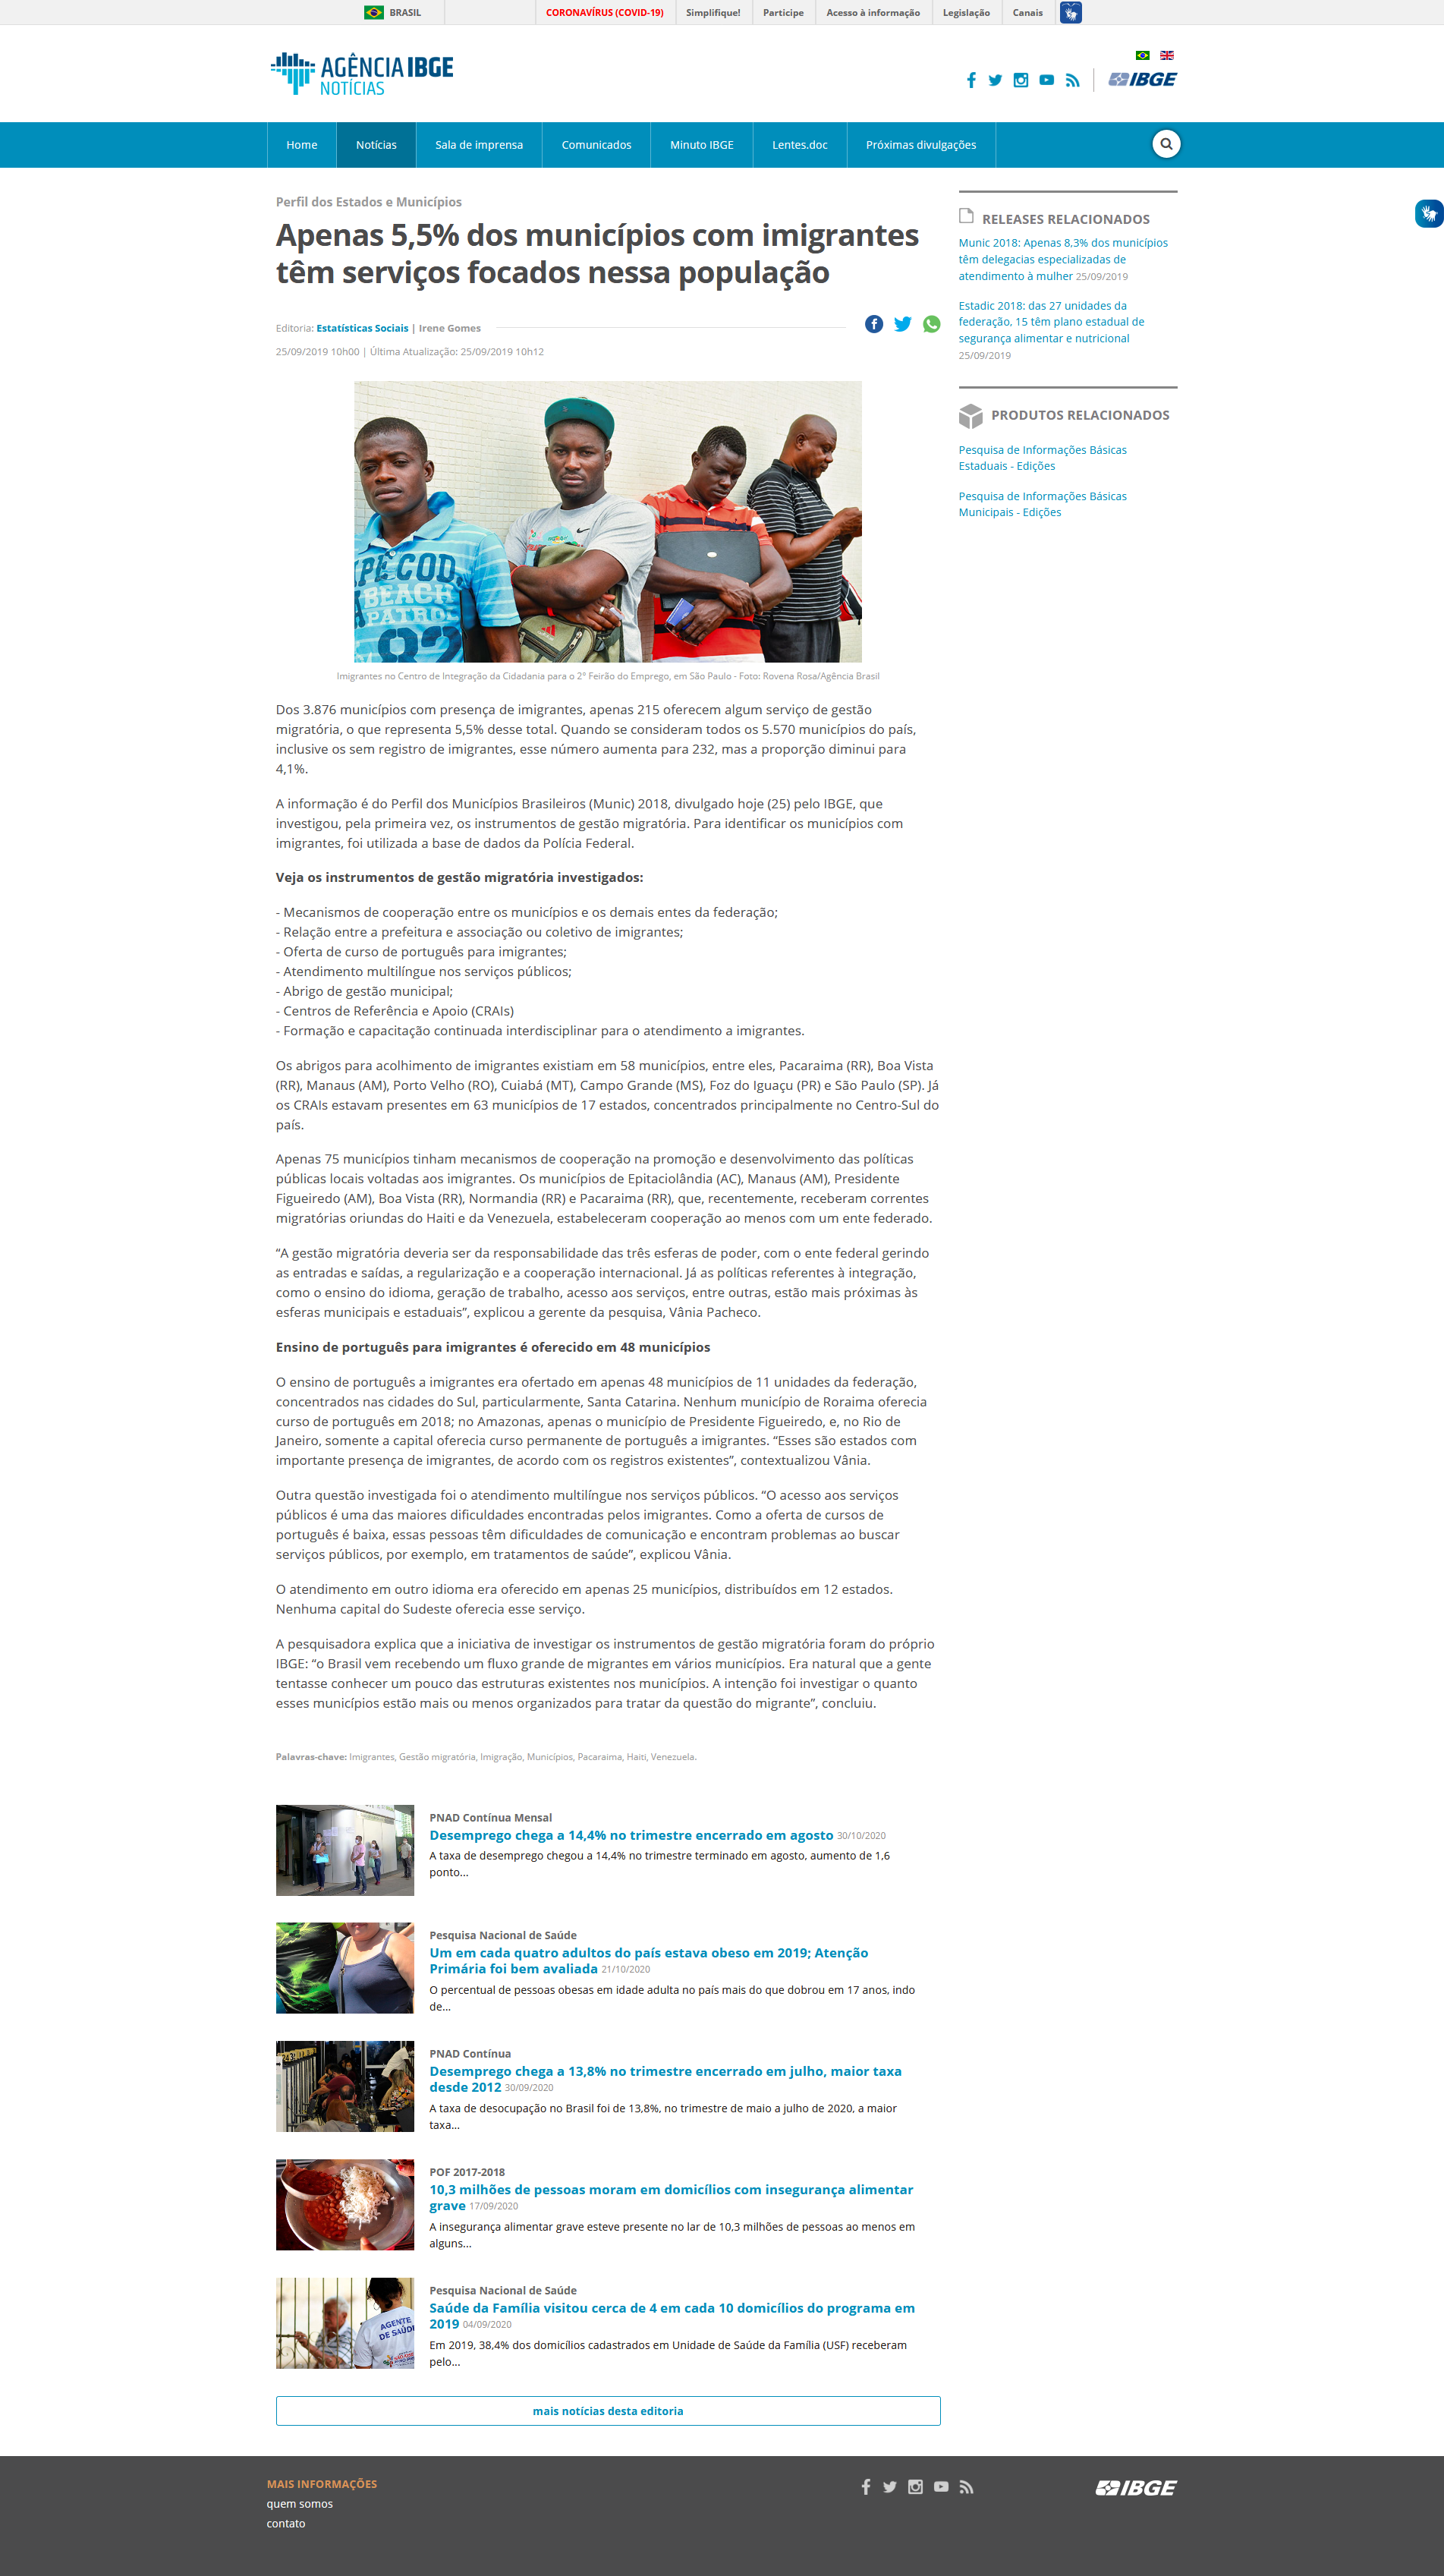 BRASIL
CORONAVÍRUS (COVID-19)
Simplifique!
Participe
Acesso à informação
Legislação
Canais
AGÊNCIA IBGE
NOTÍCIAS
IBGE
Home
Notícias
Sala de imprensa
Comunicados
Minuto IBGE
Lentes.doc
Próximas divulgações
Perfil dos Estados e Municípios
Apenas 5,5% dos municípios com imigrantes
têm serviços focados nessa população
Editoria: Estatísticas Sociais | Irene Gomes
25/09/2019 10h00 | Última Atualização: 25/09/2019 10h12
PE COD
BEACH
PATROL
82
Imigrantes no Centro de Integração da Cidadania para o 2° Feirão do Emprego, em São Paulo - Foto: Rovena Rosa/Agência Brasil
Dos 3.876 municípios com presença de imigrantes, apenas 215 oferecem algum serviço de gestão
migratória, o que representa 5,5% desse total. Quando se consideram todos os 5.570 municípios do país,
inclusive os sem registro de imigrantes, esse número aumenta para 232, mas a proporção diminui para
4,1%.
A informação é do Perfil dos Municípios Brasileiros (Munic) 2018, divulgado hoje (25) pelo IBGE, que
investigou, pela primeira vez, os instrumentos de gestão migratória. Para identificar os municípios com
imigrantes, foi utilizada a base de dados da Polícia Federal.
Veja os instrumentos de gestão migratória investigados:
- Mecanismos de cooperação entre os municípios e os demais entes da federação;
- Relação entre a prefeitura e associação ou coletivo de imigrantes;
- Oferta de curso de português para imigrantes;
- Atendimento multilíngue nos serviços públicos;
- Abrigo de gestão municipal;
- Centros de Referência e Apoio (CRAIs)
- Formação e capacitação continuada interdisciplinar para o atendimento a imigrantes.
Os abrigos para acolhimento de imigrantes existiam em 58 municípios, entre eles, Pacaraima (RR), Boa Vista
(RR), Manaus (AM), Porto Velho (RO), Cuiabá (MT), Campo Grande (MS), Foz do Iguaçu (PR) e São Paulo (SP). Já
os CRAIs estavam presentes em 63 municípios de 17 estados, concentrados principalmente no Centro-Sul do
país.
Apenas 75 municípios tinham mecanismos de cooperação na promoção e desenvolvimento das políticas
públicas locais voltadas aos imigrantes. Os municípios de Epitaciolândia (AC), Manaus (AM), Presidente
Figueiredo (AM), Boa Vista (RR), Normandia (RR) e Pacaraima (RR), que, recentemente, receberam correntes
migratórias oriundas do Haiti e da Venezuela, estabeleceram cooperação ao menos com um ente federado.
“A gestão migratória deveria ser da responsabilidade das três esferas de poder, com o ente federal gerindo
as entradas e saídas, a regularização e a cooperação internacional. Já as políticas referentes à integração,
como o ensino do idioma, geração de trabalho, acesso aos serviços, entre outras, estão mais próximas às
esferas municipais e estaduais”, explicou a gerente da pesquisa, Vânia Pacheco.
Ensino de português para imigrantes é oferecido em 48 municípios
O ensino de português a imigrantes era ofertado em apenas 48 municípios de 11 unidades da federação,
concentrados nas cidades do Sul, particularmente, Santa Catarina. Nenhum município de Roraima oferecia
curso de português em 2018; no Amazonas, apenas o município de Presidente Figueiredo, e, no Rio de
Janeiro, somente a capital oferecia curso permanente de português a imigrantes. “Esses são estados com
importante presença de imigrantes, de acordo com os registros existentes”, contextualizou Vânia.
Outra questão investigada foi o atendimento multilíngue nos serviços públicos. “O acesso aos serviços
públicos é uma das maiores dificuldades encontradas pelos imigrantes. Como a oferta de cursos de
português é baixa, essas pessoas têm dificuldades de comunicação e encontram problemas ao buscar
serviços públicos, por exemplo, em tratamentos de saúde”, explicou Vânia.
O atendimento em outro idioma era oferecido em apenas 25 municípios, distribuídos em 12 estados.
Nenhuma capital do Sudeste oferecia esse serviço.
A pesquisadora explica que a iniciativa de investigar os instrumentos de gestão migratória foram do próprio
IBGE: “o Brasil vem recebendo um fluxo grande de migrantes em vários municípios. Era natural que a gente
tentasse conhecer um pouco das estruturas existentes nos municípios. A intenção foi investigar o quanto
esses municípios estão mais ou menos organizados para tratar da questão do migrante”, concluiu.
Palavras-chave: Imigrantes, Gestão migratória, Imigração, Municípios, Pacaraima, Haiti, Venezuela.
PNAD Contínua Mensal
Desemprego chega a 14,4% no trimestre encerrado em agosto 30/10/2020
A taxa de desemprego chegou a 14,4% no trimestre terminado em agosto, aumento de 1,6
ponto...
Pesquisa Nacional de Saúde
Um em cada quatro adultos do país estava obeso em 2019; Atenção
Primária foi bem avaliada 21/10/2020
O percentual de pessoas obesas em idade adulta no país mais do que dobrou em 17 anos, indo
de...
PNAD Contínua
Desemprego chega a 13,8% no trimestre encerrado em julho, maior taxa
desde 2012 30/09/2020
A taxa de desocupação no Brasil foi de 13,8%, no trimestre de maio a julho de 2020, a maior
taxa...
POF 2017-2018
10,3 milhões de pessoas moram em domicílios com insegurança alimentar
grave 17/09/2020
A insegurança alimentar grave esteve presente no lar de 10,3 milhões de pessoas ao menos em
alguns...
AGENTE
DE SAÚDE
Pesquisa Nacional de Saúde
Saúde da Família visitou cerca de 4 em cada 10 domicílios do programa em
2019 04/09/2020
Em 2019, 38,4% dos domicílios cadastrados em Unidade de Saúde da Família (USF) receberam
pelo...
mais notícias desta editoria
RELEASES RELACIONADOS
Munic 2018: Apenas 8,3% dos municípios
têm delegacias especializadas de
atendimento à mulher 25/09/2019
Estadic 2018: das 27 unidades da
federação, 15 têm plano estadual de
segurança alimentar e nutricional
25/09/2019
PRODUTOS RELACIONADOS
Pesquisa de Informações Básicas
Estaduais - Edições
Pesquisa de Informações Básicas
Municipais - Edições
MAIS INFORMAÇÕES
quem somos
contato
IBGE